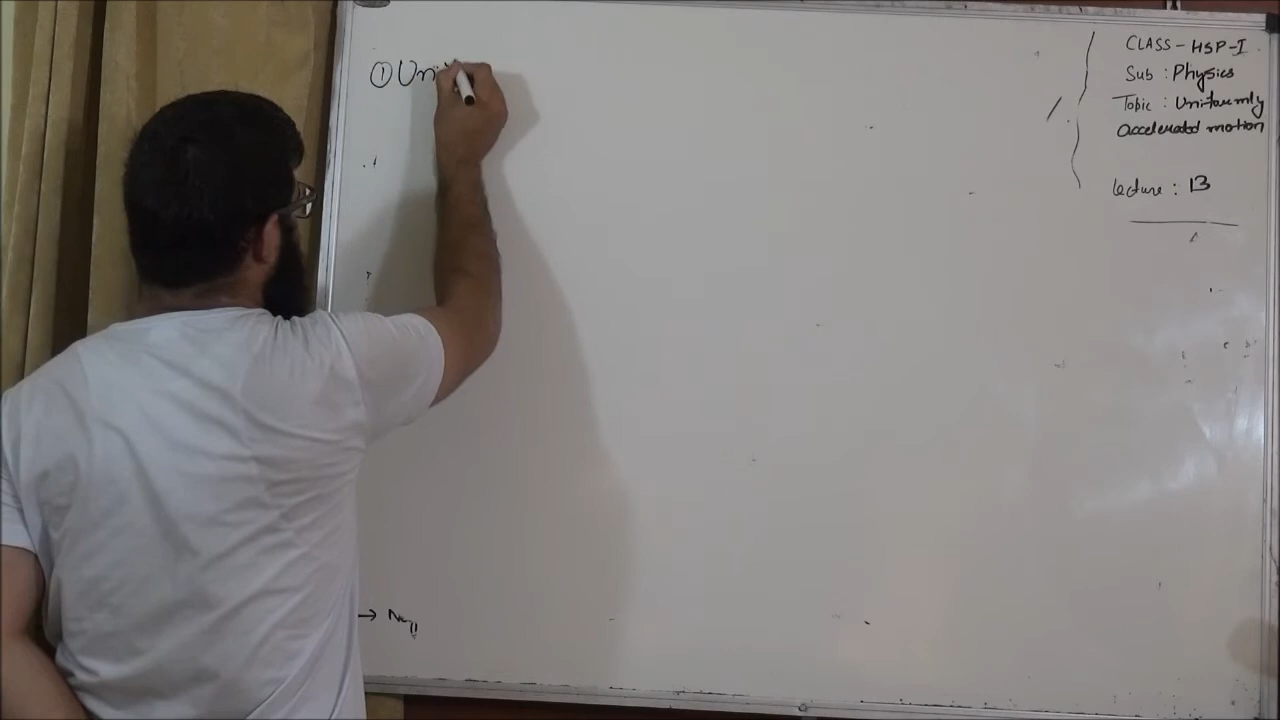 ① Uni
CLASS - HSP-I
Sub : Physics
Topic : Uniformly
accelerated motion
Lecture : 13
→